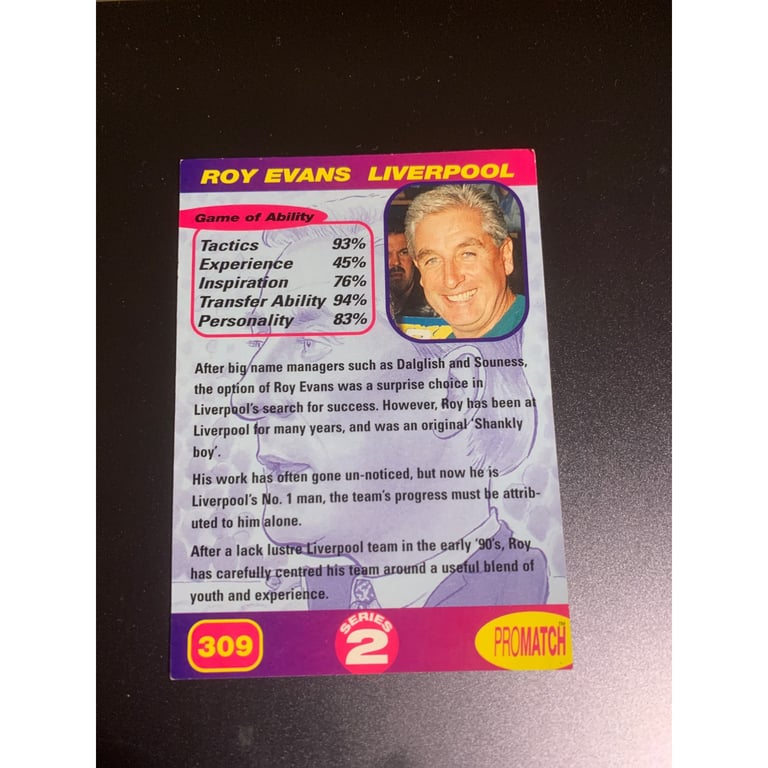 ROY EVANS LIVERPOOL
Game of Ability
Tactics 93%
Experience 45%
Inspiration 76%
Transfer Ability 94%
Personality 83%
After big name managers such as Dalglish and Souness,
the option of Roy Evans was a surprise choice in
Liverpool's search for success. However, Roy has been at
Liverpool for many years, and was an original 'Shankly
boy'.
His work has often gone un-noticed, but now he is
Liverpool's No. 1 man, the team's progress must be attrib-
uted to him alone.
After a lack lustre Liverpool team in the early '90's, Roy
has carefully centred his team around a useful blend of
youth and experience.
309
SERIES
2
PROMATCH™